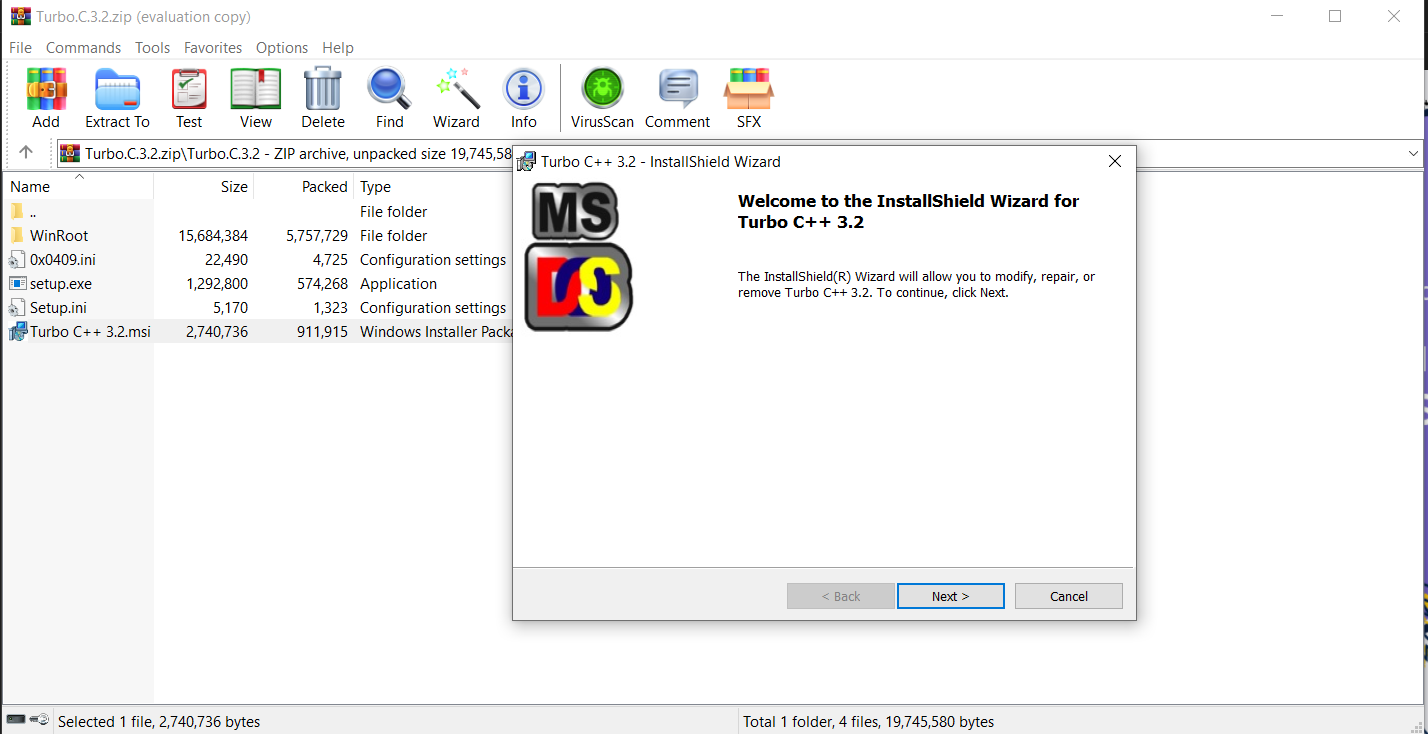 Turbo.C.3.2.zip (evaluation copy)
File Commands Tools Favorites Options Help
Add Extract To Test View Delete Find Wizard Info VirusScan Comment SFX
Turbo.C.3.2.zip\Turbo.C.3.2 - ZIP archive, unpacked size 19,745,58
Name Size Packed Type
.. File folder
WinRoot 15,684,384 5,757,729 File folder
0x0409.ini 22,490 4,725 Configuration settings
setup.exe 1,292,800 574,268 Application
Setup.ini 5,170 1,323 Configuration settings
Turbo C++ 3.2.msi 2,740,736 911,915 Windows Installer Packa
Turbo C++ 3.2 - InstallShield Wizard
MS
DOS
Welcome to the InstallShield Wizard for
Turbo C++ 3.2
The InstallShield(R) Wizard will allow you to modify, repair, or
remove Turbo C++ 3.2. To continue, click Next.
< Back Next > Cancel
Selected 1 file, 2,740,736 bytes Total 1 folder, 4 files, 19,745,580 bytes